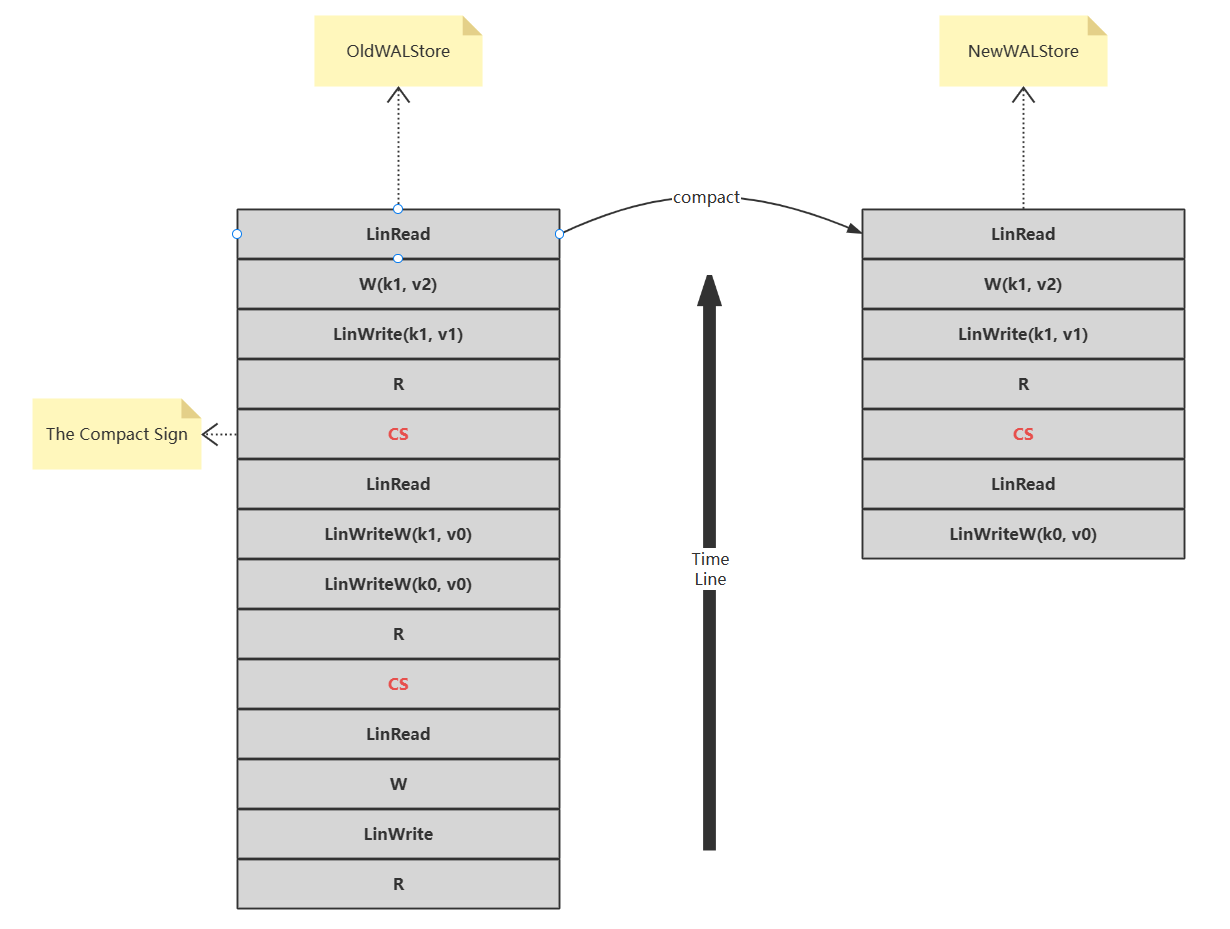 OldWALStore
NewWALStore
compact
LinRead
W(k1, v2)
LinWrite(k1, v1)
R
CS
LinRead
LinWriteW(k1, v0)
LinWriteW(k0, v0)
R
CS
LinRead
W
LinWrite
R
The Compact Sign
Time
Line
LinRead
W(k1, v2)
LinWrite(k1, v1)
R
CS
LinRead
LinWriteW(k0, v0)